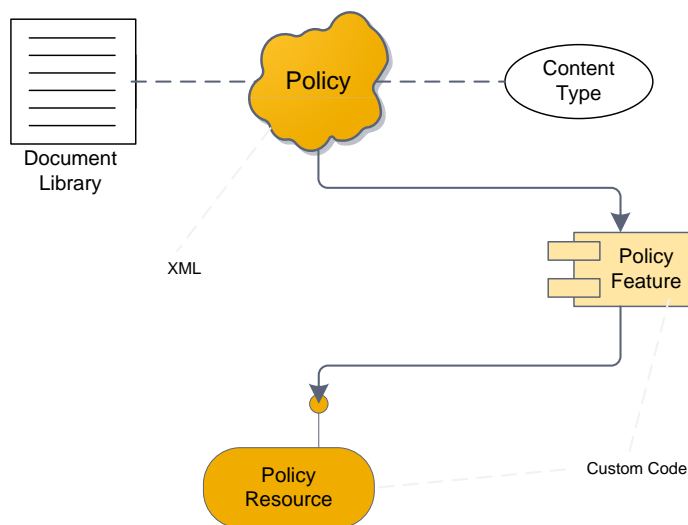 Policy
Content
Type
Document
Library
Policy
Feature
XML
Policy
Resource
Custom Code